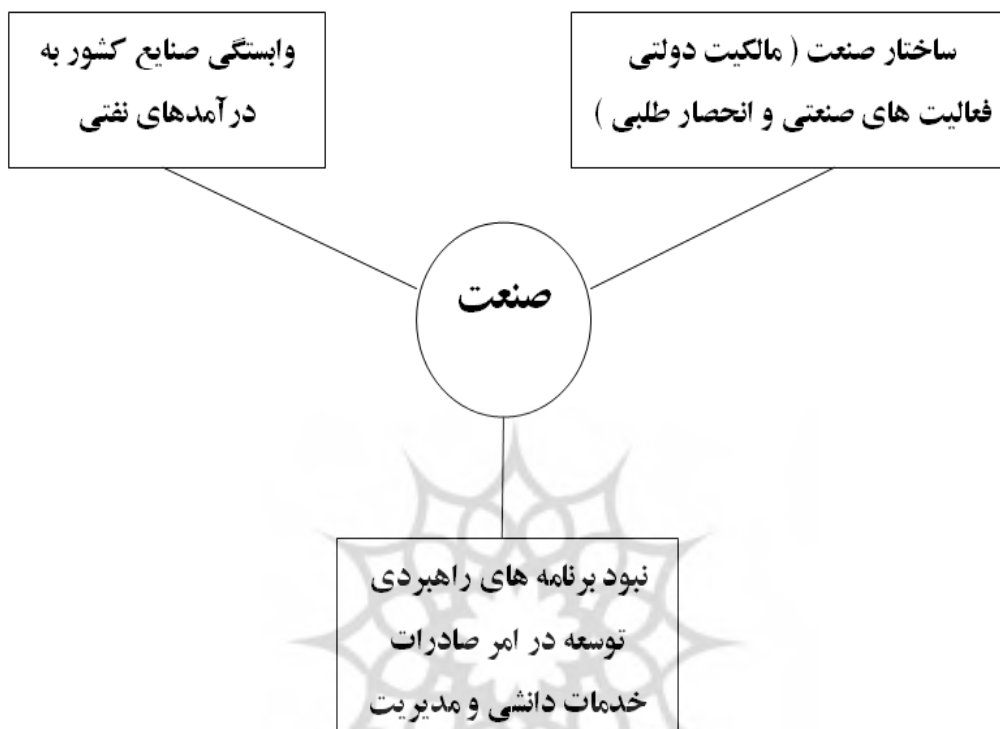 ساختار صنعت ( مالکیت دولتی
فعالیت های صنعتی و انحصار طلبی )
وابستگی صنایع کشور به
درآمدهای نفتی
صنعت
نبود برنامه های راهبردی
توسعه در امر صادرات
خدمات دانشی و مدیریت